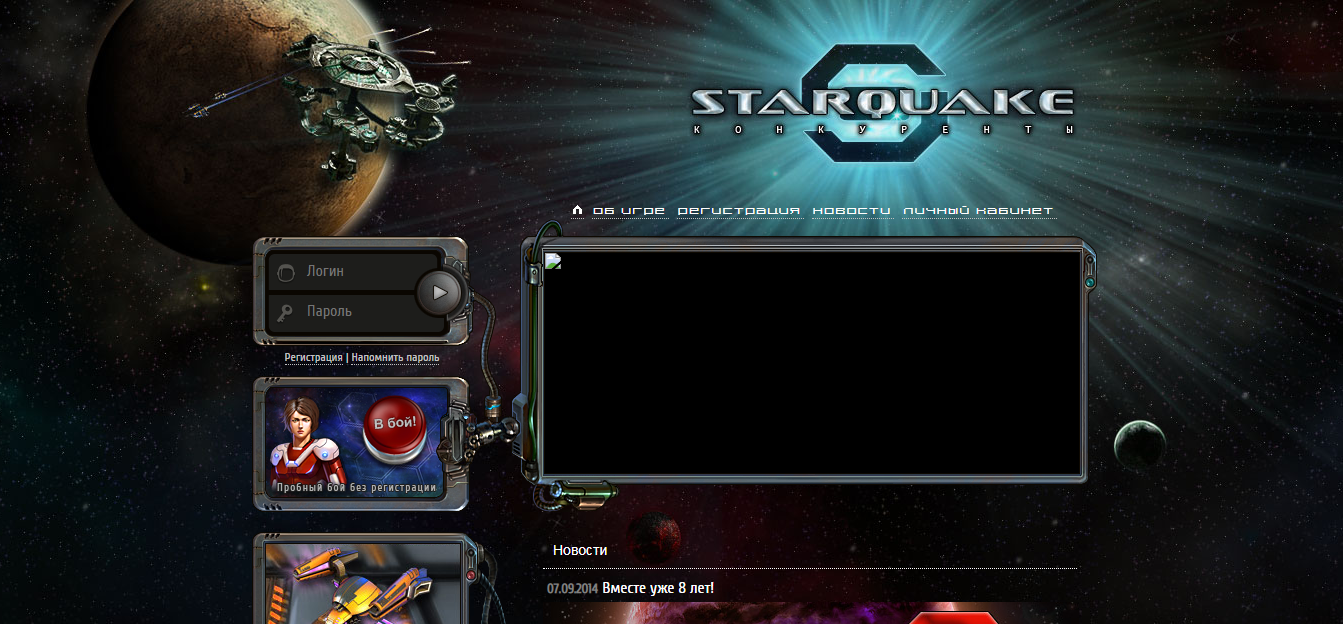 STARQUAKE
КОНКУРЕНТЫ
об игре регистрация новости личный кабинет
Логин
Пароль
Регистрация | Напомнить пароль
В бой!
Пробный бой без регистрации
Новости
07.09.2014 Вместе уже 8 лет!